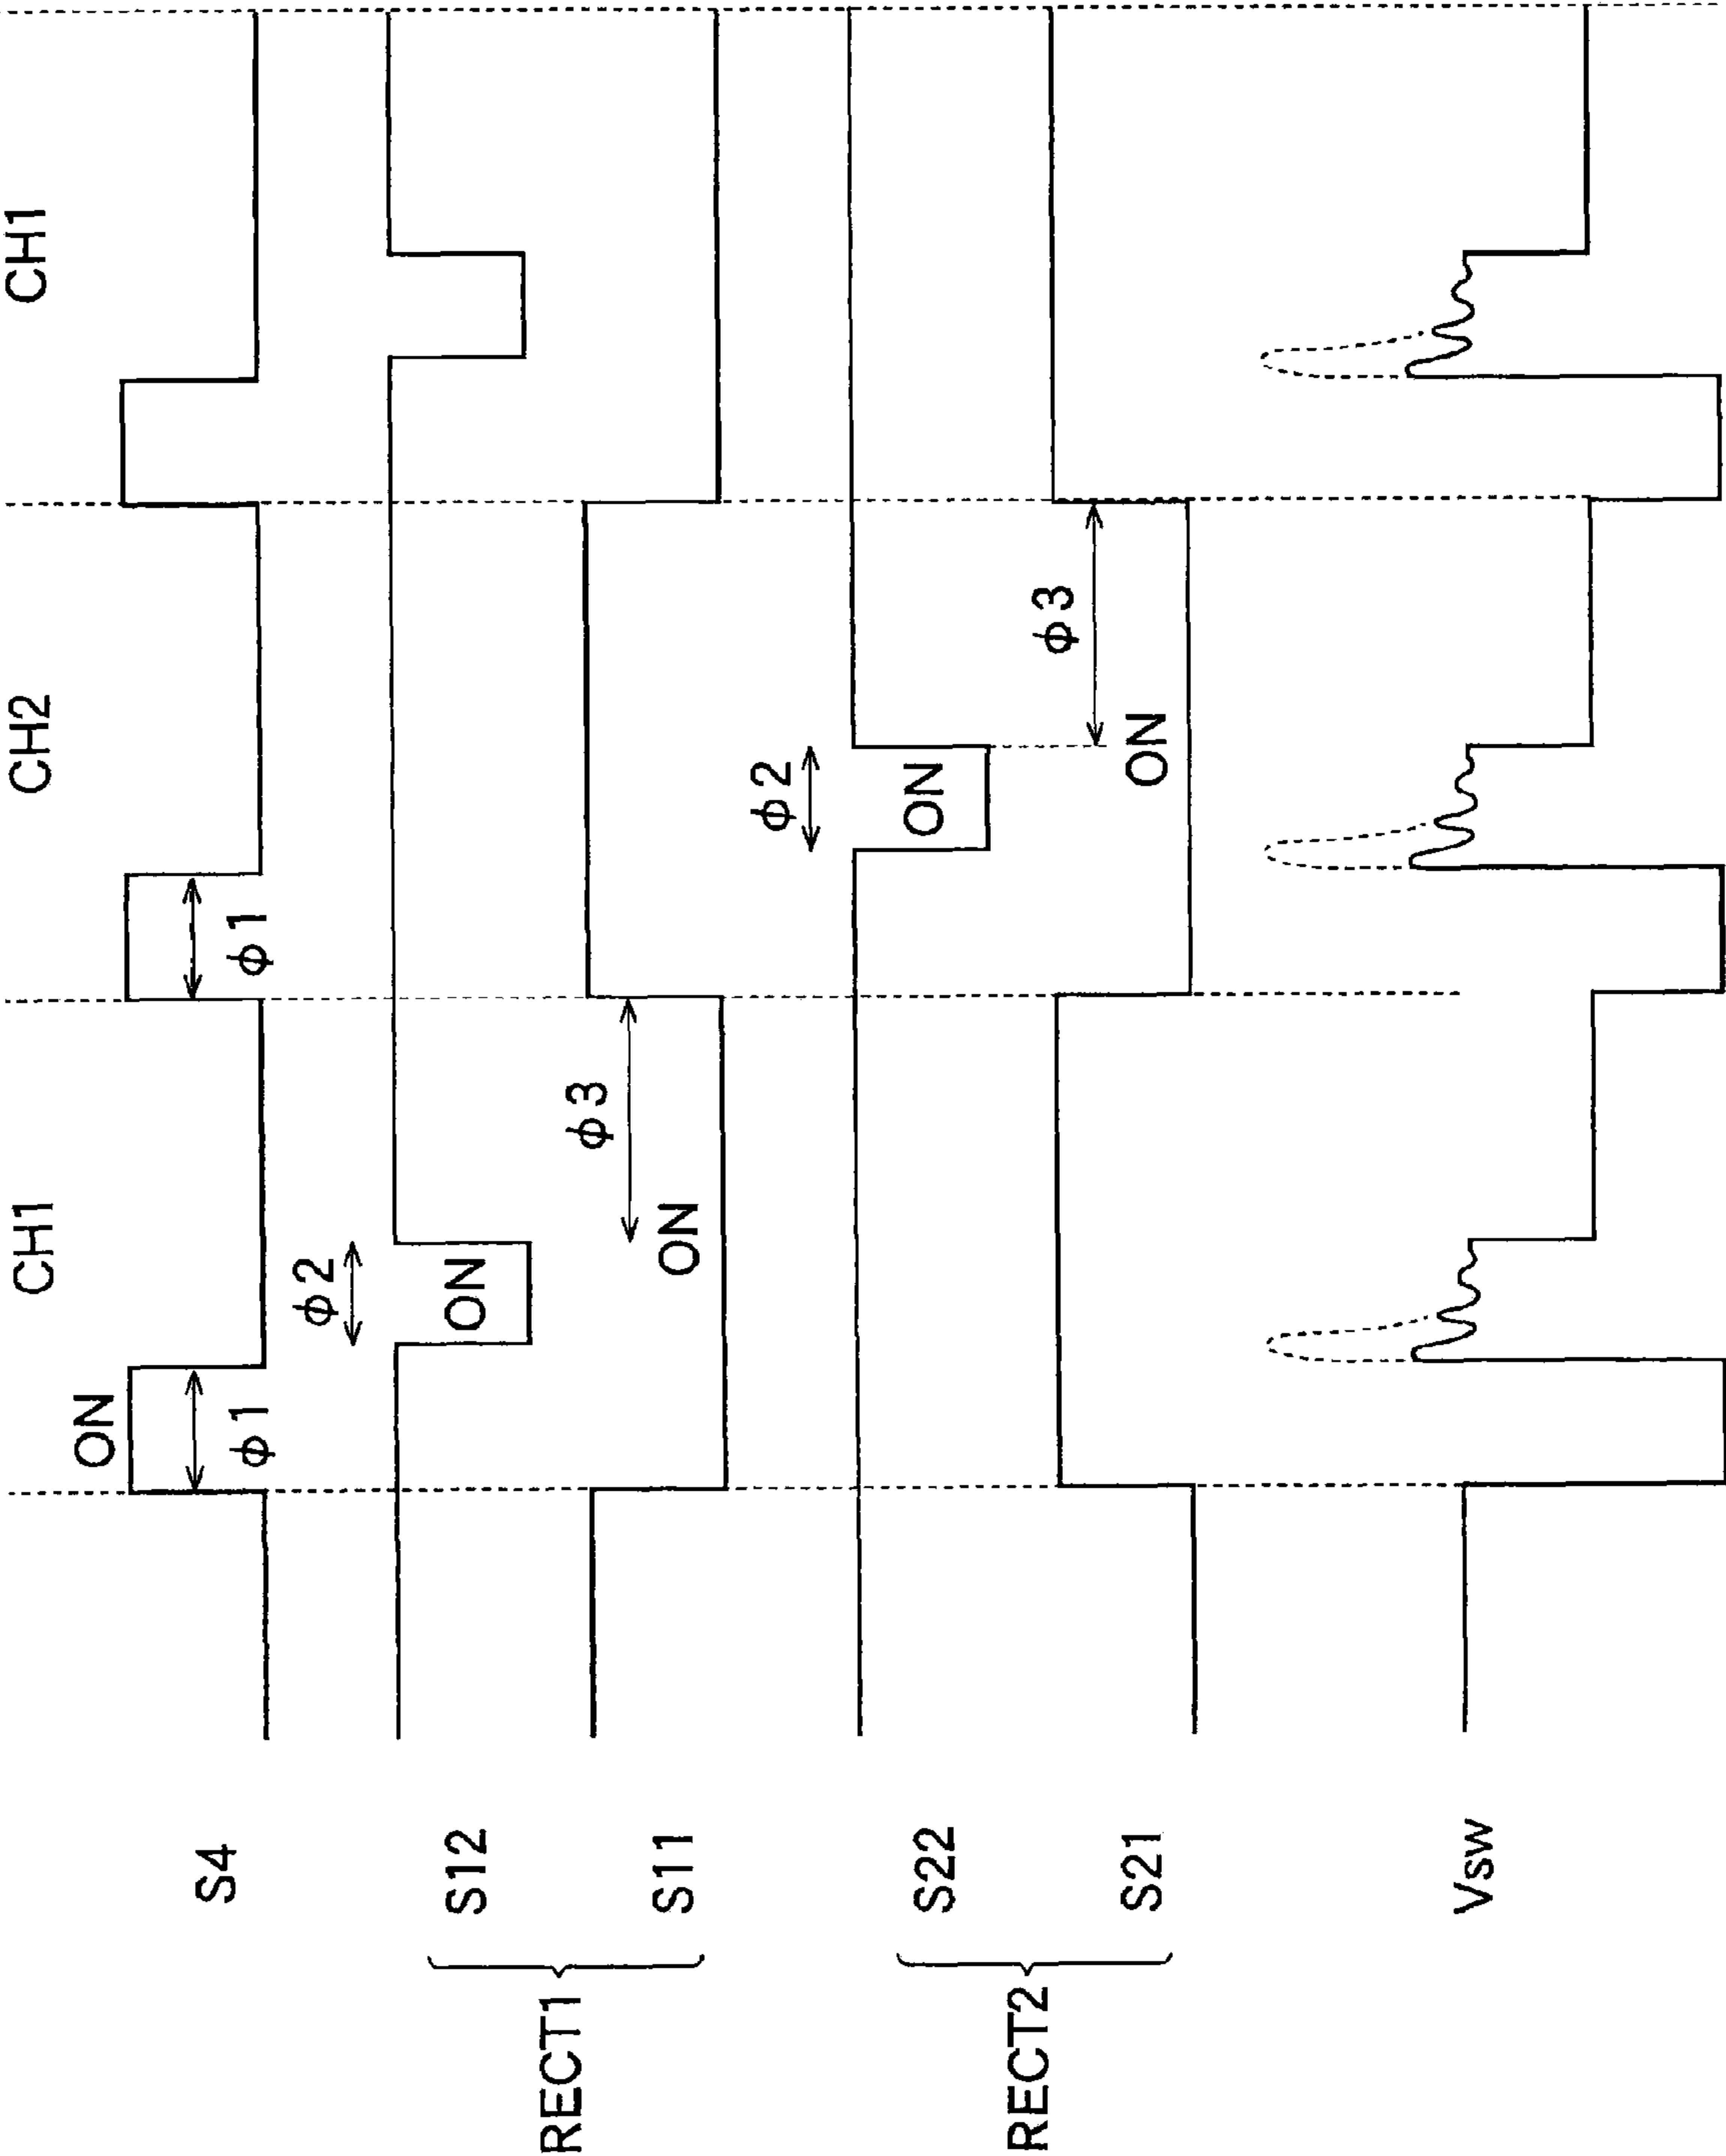 CH1 CH2 CH1
ON
S4 φ1 φ1
φ2
S12 ON
φ3
RECT1
S11 ON
φ2
S22 ON
RECT2
φ3
S21 ON
Vsw